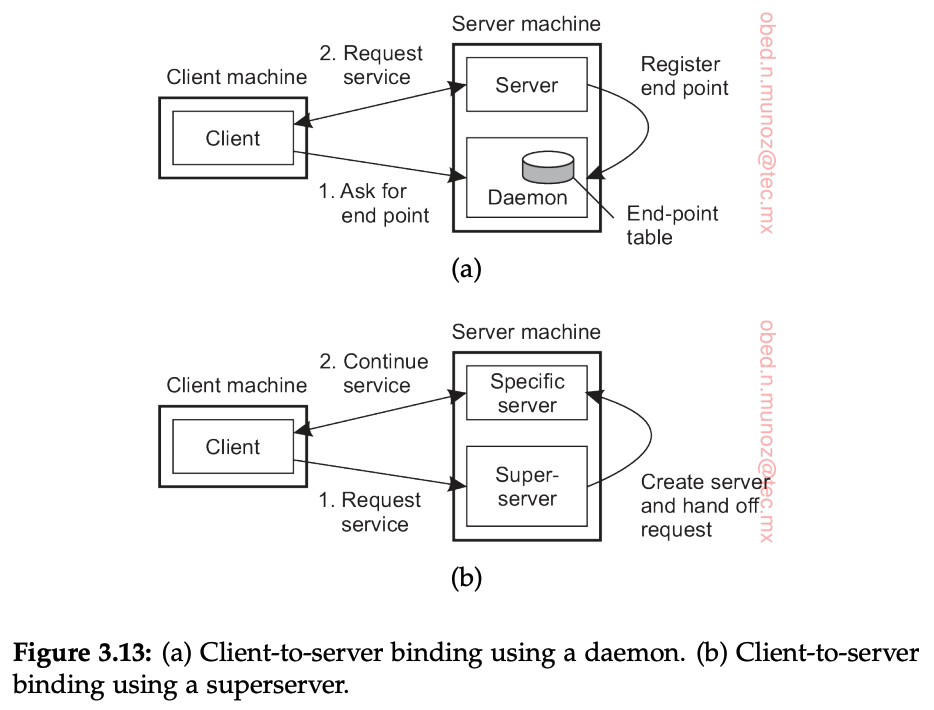 Server machine
2. Request
service
Client machine
Client
Server
Register
end point
1. Ask for
end point
Daemon
End-point
table
(a)
obed.n.munoz@tec.mx
Server machine
2. Continue
service
Client machine
Client
Specific
server
Super-
server
1. Request
service
Create server
and hand off
request
(b)
obed.n.munoz@tec.mx
Figure 3.13: (a) Client-to-server binding using a daemon. (b) Client-to-server
binding using a superserver.